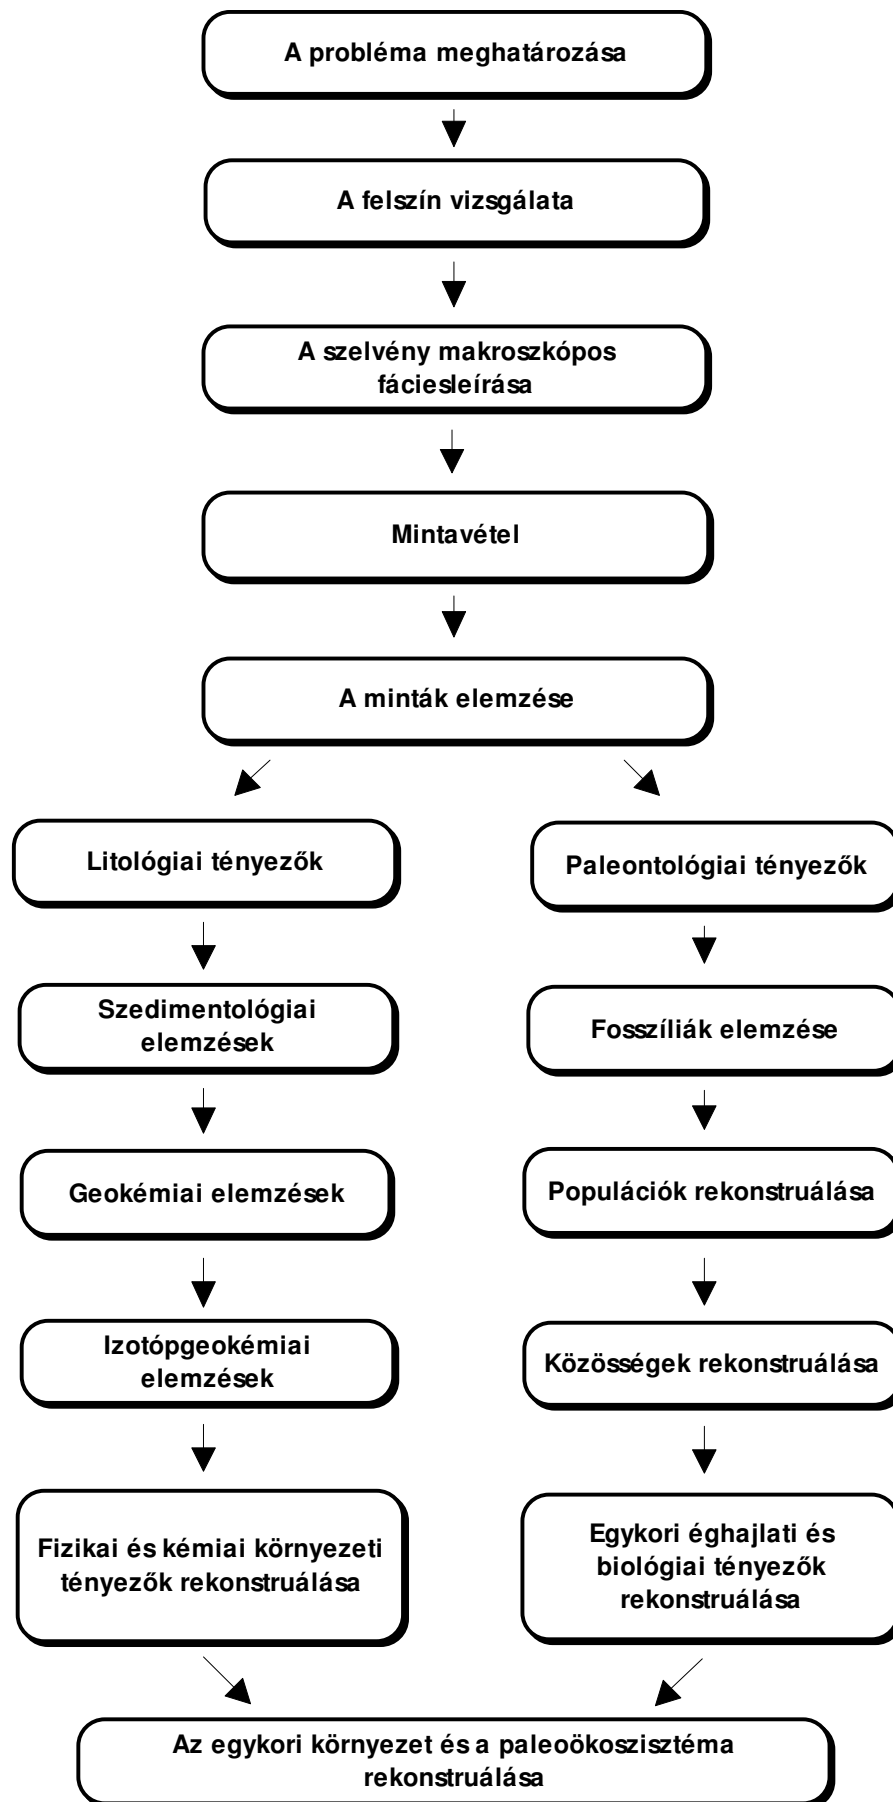 A probléma meghatározása
A felszín vizsgálata
A szelvény makroszkópos
fáciesleírása
Mintavétel
A minták elemzése
Litológiai tényezők
Szedimentológiai
elemzések
Geokémiai elemzések
Izotópgeokémiai
elemzések
Fizikai és kémiai környezeti
tényezők rekonstruálása
Paleontológiai tényezők
Fosszíliák elemzése
Populációk rekonstruálása
Közösségek rekonstruálása
Egykori éghajlati és
biológiai tényezők
rekonstruálása
Az egykori környezet és a paleoökoszisztéma
rekonstruálása